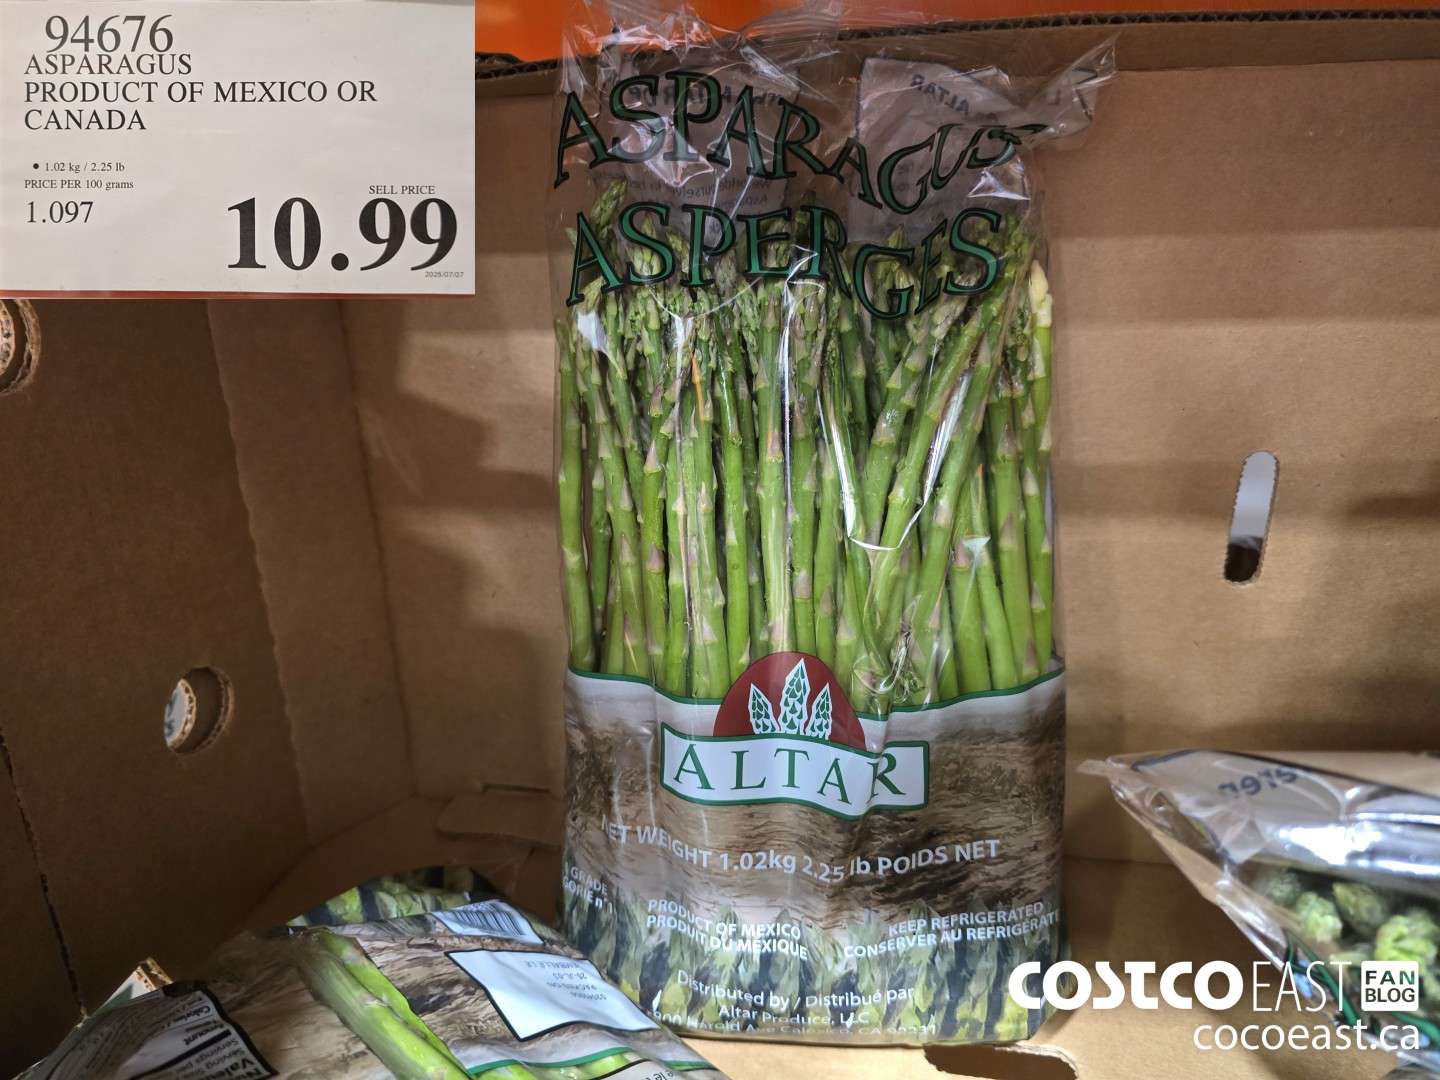 94676
ASPARAGUS
PRODUCT OF MEXICO OR
CANADA
• 1.02 kg / 2.25 lb
PRICE PER 100 grams
1.097
SELL PRICE
10.99
2025/07/07
ASPARAGUS
ASPERGES
ALTAR
ALTAR
NET WEIGHT 1.02kg 2.25 lb POIDS NET
GRADE
PRODUCT OF MEXICO
PRODUIT DU MEXIQUE
KEEP REFRIGERATED
CONSERVER AU REFRIGÉRATE
Distributed by / Distribué par
Altar Produce, LLC
COSTCO EAST FAN BLOG
cocoeast.ca